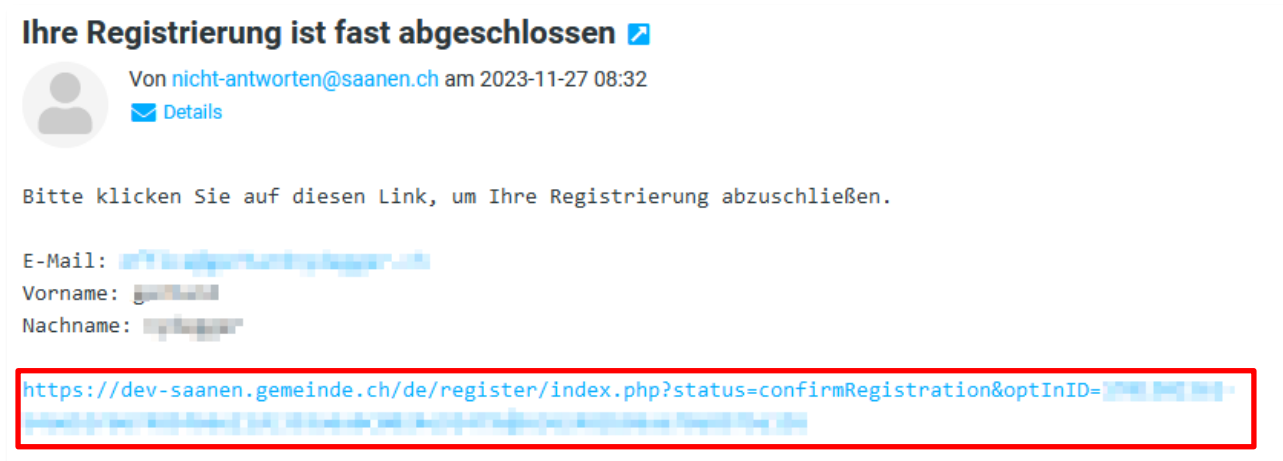 Ihre Registrierung ist fast abgeschlossen
Von nicht-antworten@saanen.ch am 2023-11-27 08:32
Details
Bitte klicken Sie auf diesen Link, um Ihre Registrierung abzuschließen.
E-Mail:
Vorname:
Nachname:
https://dev-saanen.gemeinde.ch/de/register/index.php?status=confirmRegistration&optInID=